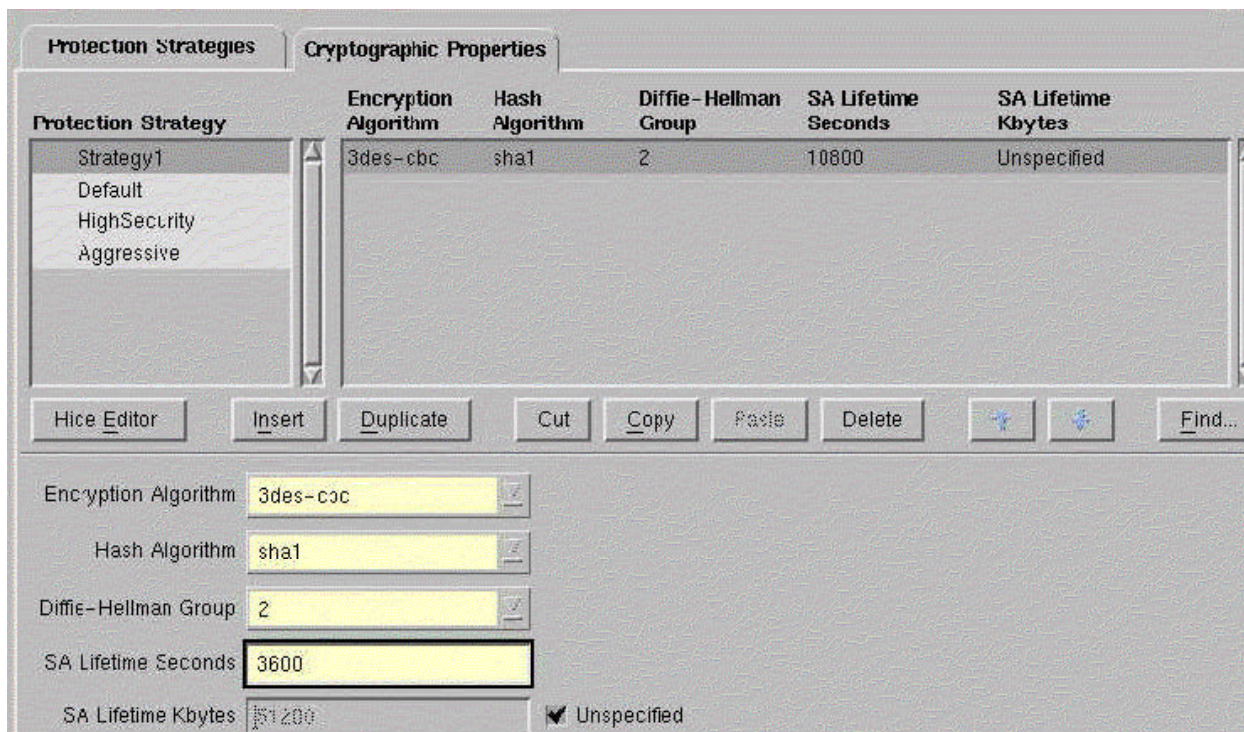 Protection Strategies Cryptographic Properties
Protection Strategy
Encryption Algorithm Hash Algorithm Diffie-Hellman Group SA Lifetime Seconds SA Lifetime Kbytes
Strategy1 3des-cbc sha1 2 10800 Unspecified
Default
HighSecurity
Aggressive
Hide Editor Insert Duplicate Cut Copy Paste Delete Find...
Encryption Algorithm 3des-cbc
Hash Algorithm sha1
Diffie-Hellman Group 2
SA Lifetime Seconds 3600
SA Lifetime Kbytes 51200 Unspecified